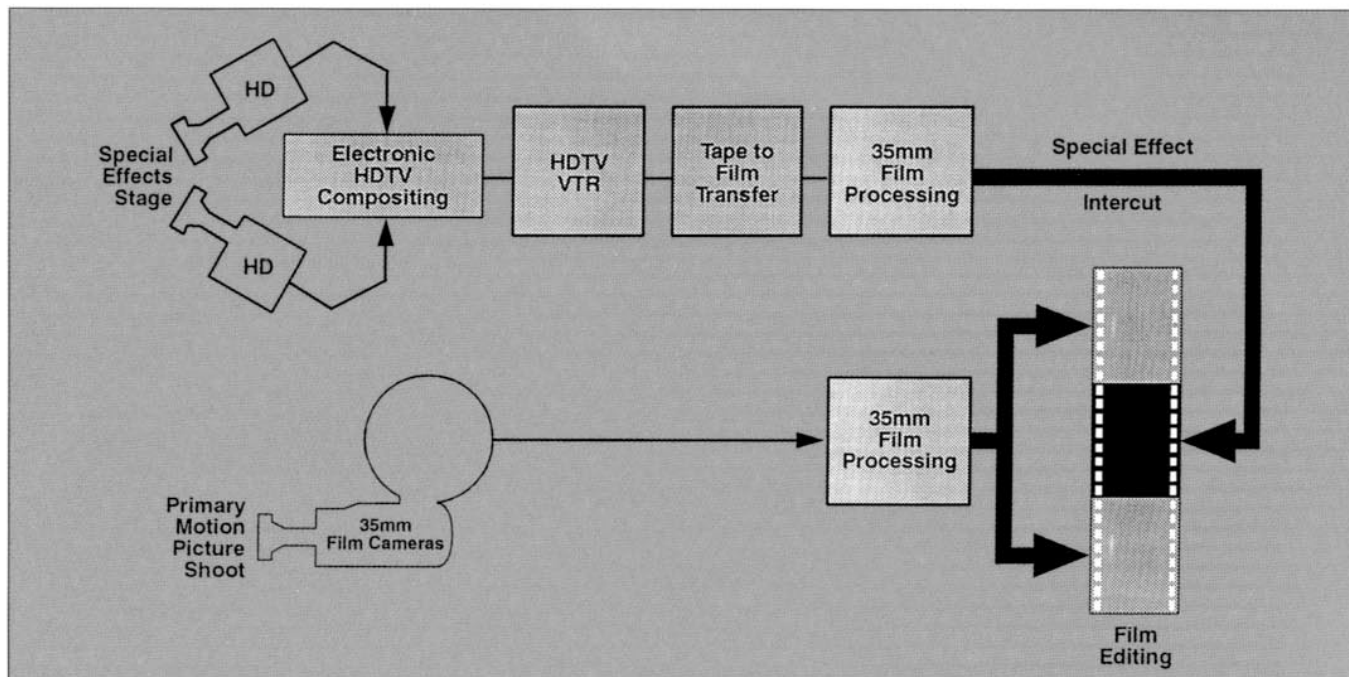 HD
Special
Effects
Stage
HD
Electronic
HDTV
Compositing
HDTV
VTR
Tape to
Film
Transfer
35mm
Film
Processing
Special Effect
Intercut
Primary
Motion
Picture
Shoot
35mm
Film Cameras
35mm
Film
Processing
Film
Editing